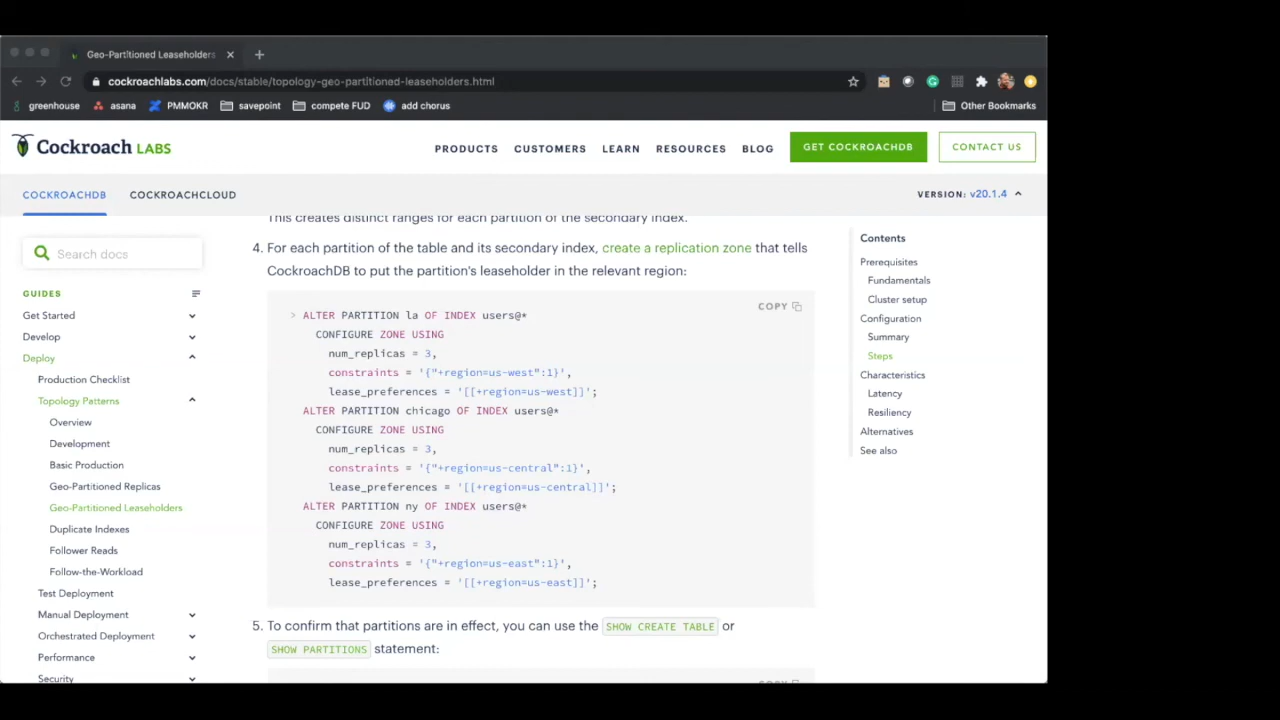 Geo-Partitioned Leaseholders
cockroachlabs.com/docs/stable/topology-geo-partitioned-leaseholders.html
greenhouse asana PMMOKR savepoint compete FUD add chorus Other Bookmarks
Cockroach LABS
PRODUCTS CUSTOMERS LEARN RESOURCES BLOG GET COCKROACHDB CONTACT US
COCKROACHDB COCKROACHCLOUD VERSION: v20.1.4
Search docs
GUIDES
Get Started
Develop
Deploy
Production Checklist
Topology Patterns
Overview
Development
Basic Production
Geo-Partitioned Replicas
Geo-Partitioned Leaseholders
Duplicate Indexes
Follower Reads
Follow-the-Workload
Test Deployment
Manual Deployment
Orchestrated Deployment
Performance
Security
This creates distinct ranges for each partition of the secondary index.
4. For each partition of the table and its secondary index, create a replication zone that tells
CockroachDB to put the partition's leaseholder in the relevant region:
COPY
> ALTER PARTITION la OF INDEX users@*
CONFIGURE ZONE USING
num_replicas = 3,
constraints = '{"+region=us-west":1}',
lease_preferences = '[[+region=us-west]]';
ALTER PARTITION chicago OF INDEX users@*
CONFIGURE ZONE USING
num_replicas = 3,
constraints = '{"+region=us-central":1}',
lease_preferences = '[[+region=us-central]]';
ALTER PARTITION ny OF INDEX users@*
CONFIGURE ZONE USING
num_replicas = 3,
constraints = '{"+region=us-east":1}',
lease_preferences = '[[+region=us-east]]';
5. To confirm that partitions are in effect, you can use the SHOW CREATE TABLE or
SHOW PARTITIONS statement:
COPY
Contents
Prerequisites
Fundamentals
Cluster setup
Configuration
Summary
Steps
Characteristics
Latency
Resiliency
Alternatives
See also